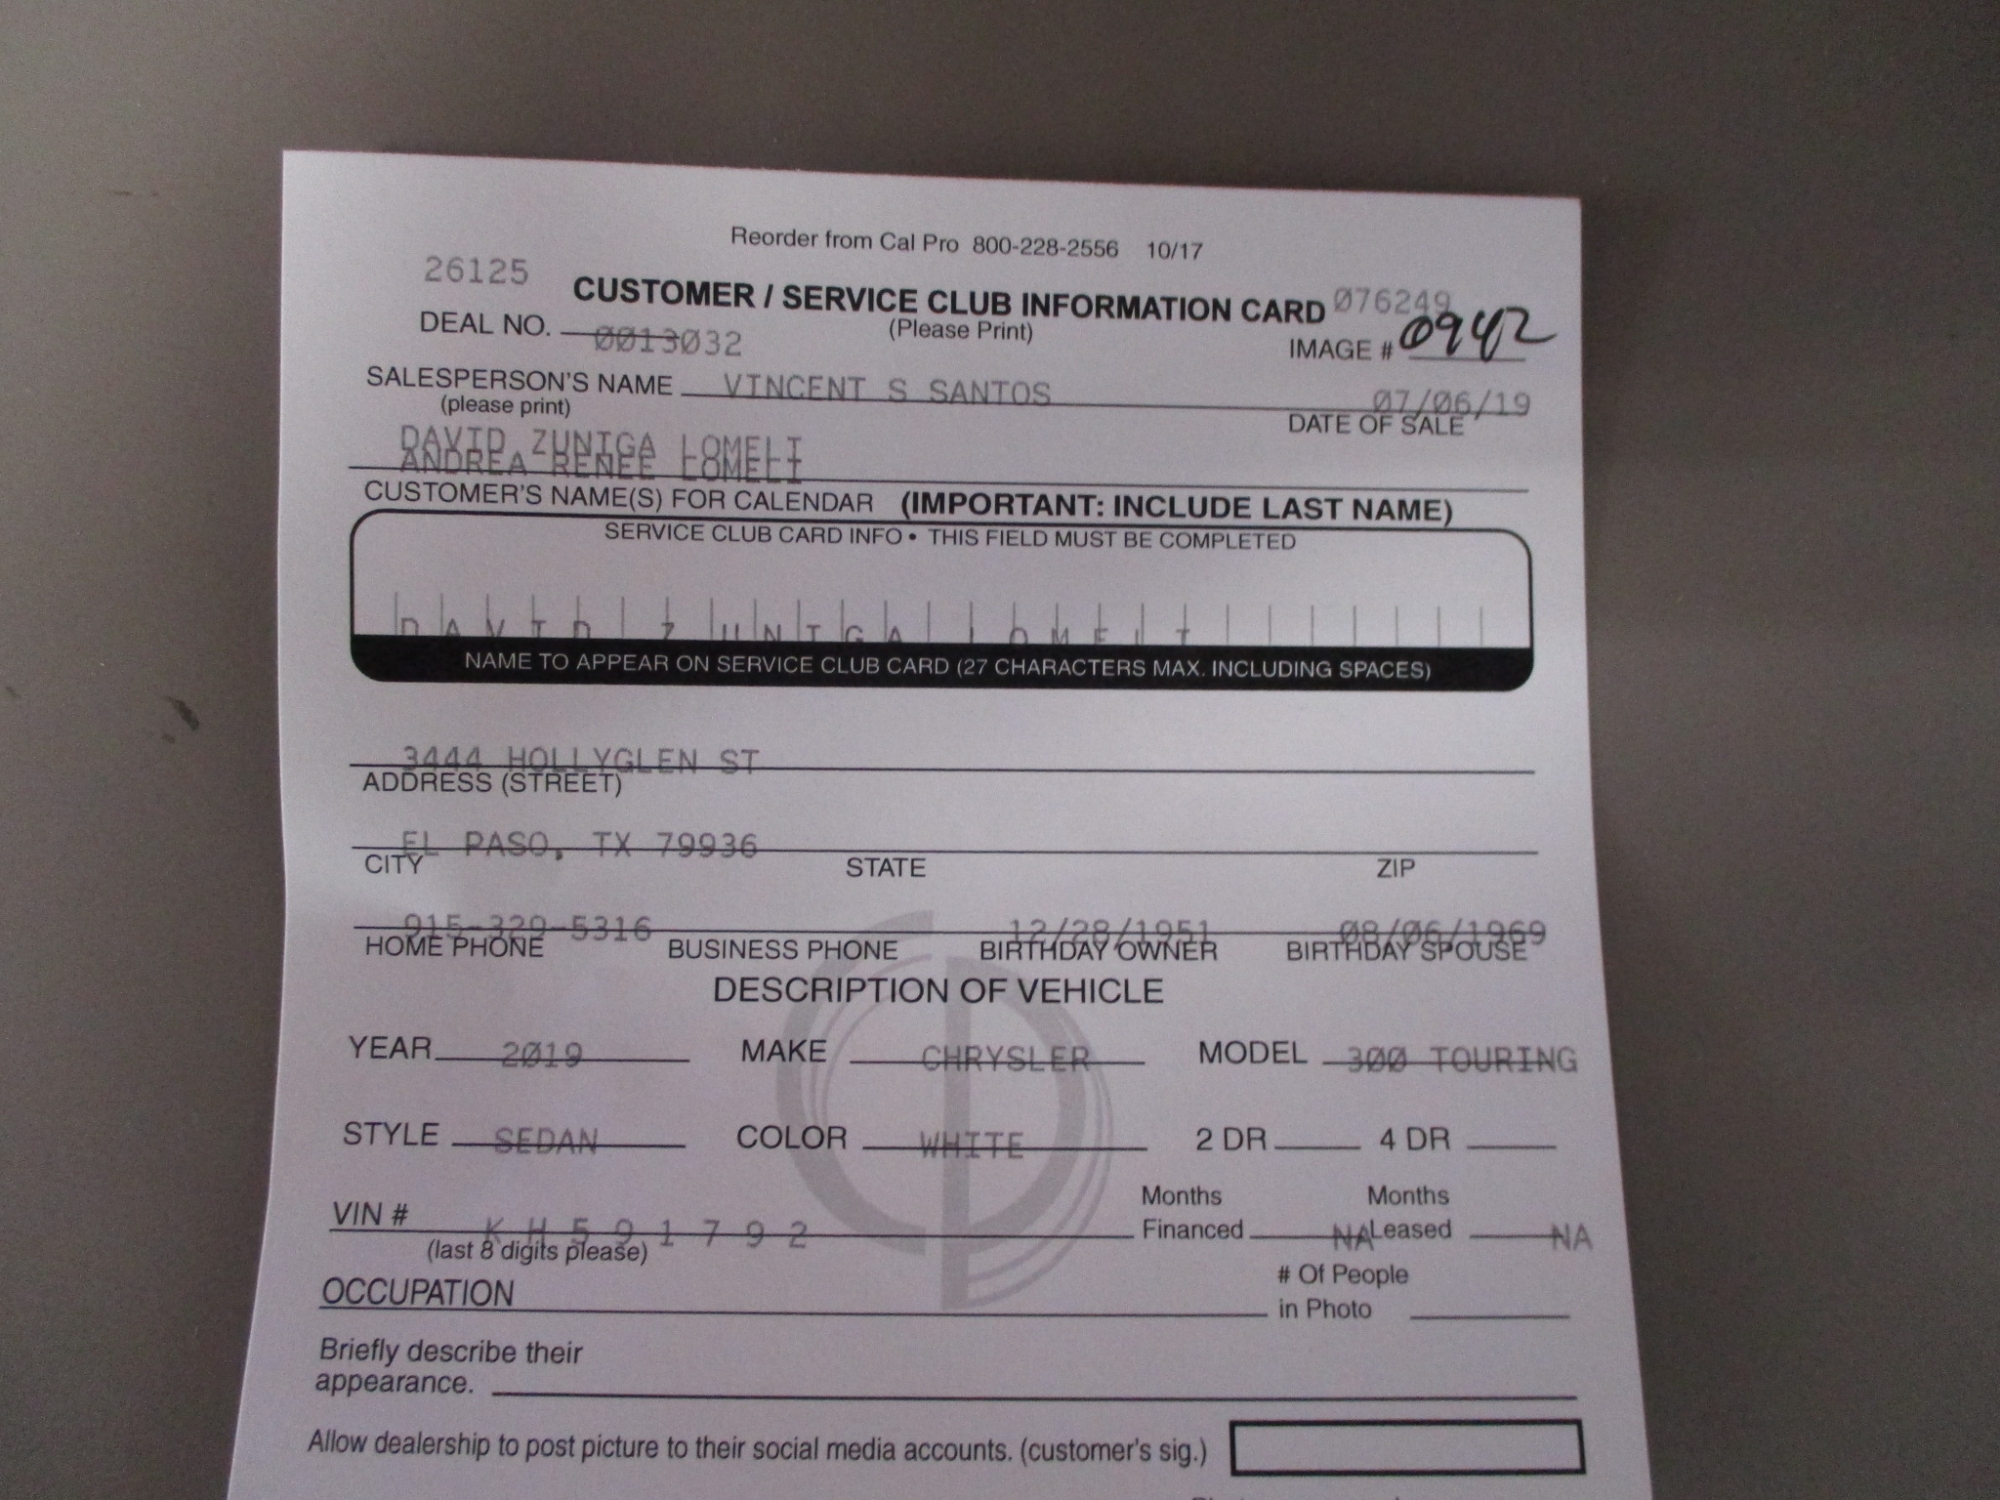 Reorder from Cal Pro 800-228-2556 10/17
26125
CUSTOMER / SERVICE CLUB INFORMATION CARD 076249
DEAL NO. 0013032 (Please Print) IMAGE # 0942
SALESPERSON'S NAME VINCENT S SANTOS 07/06/19
(please print) DATE OF SALE
DAVID ZUNIGA LOMELI
ANDREA RENEE LOMELI
CUSTOMER'S NAME(S) FOR CALENDAR (IMPORTANT: INCLUDE LAST NAME)
SERVICE CLUB CARD INFO • THIS FIELD MUST BE COMPLETED
DAVID ZUNIGA LOMELI
NAME TO APPEAR ON SERVICE CLUB CARD (27 CHARACTERS MAX. INCLUDING SPACES)
3444 HOLLYGLEN ST
ADDRESS (STREET)
EL PASO, TX 79936
CITY STATE ZIP
915-329-5316 12/28/1951 08/06/1969
HOME PHONE BUSINESS PHONE BIRTHDAY OWNER BIRTHDAY SPOUSE
DESCRIPTION OF VEHICLE
YEAR 2019 MAKE CHRYSLER MODEL 300 TOURING
STYLE SEDAN COLOR WHITE 2 DR 4 DR
Months Months
VIN # KH591792 Financed NA Leased NA
(last 8 digits please)
# Of People
OCCUPATION in Photo
Briefly describe their
appearance.
Allow dealership to post picture to their social media accounts. (customer's sig.)